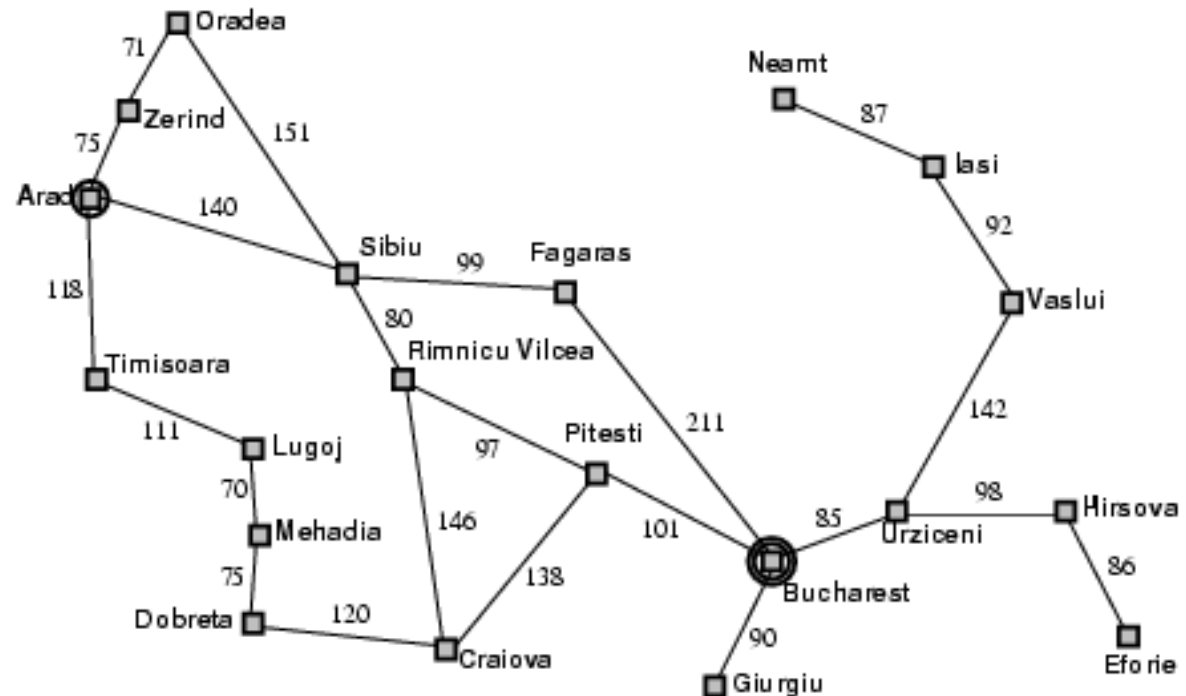 Oradea
71
Neamt
Zerind
87
75
151
Iasi
Arad
140
92
Sibiu
Fagaras
99
118
Vaslui
80
Timisoara
Rimnicu Vilcea
142
211
111
Lugoj
97
Pitesti
70
98
Hirsova
146
101
85
Mehadia
Urziceni
86
75
138
Bucharest
Dobreta
120
90
Craiova
Eforie
Giurgiu